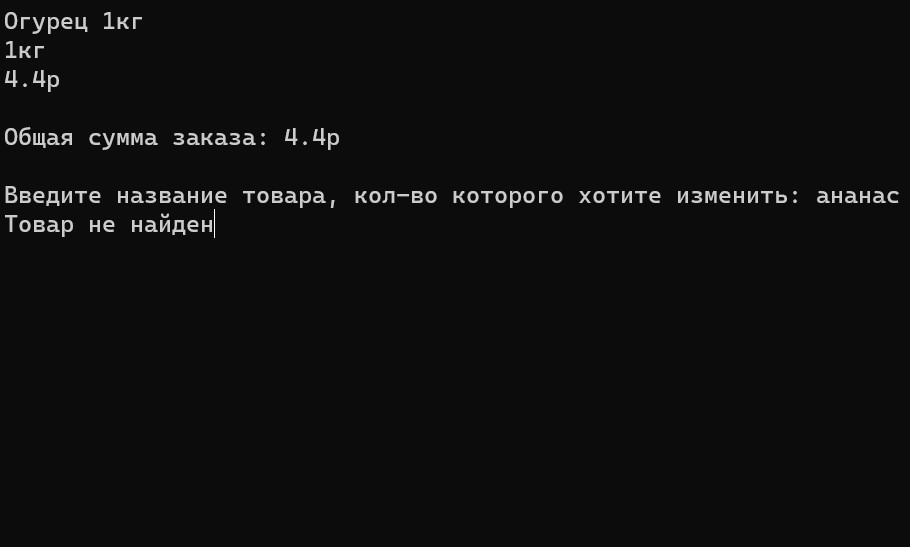 Огурец 1кг
1кг
4.4р
Общая сумма заказа: 4.4р
Введите название товара, кол-во которого хотите изменить: ананас
Товар не найден